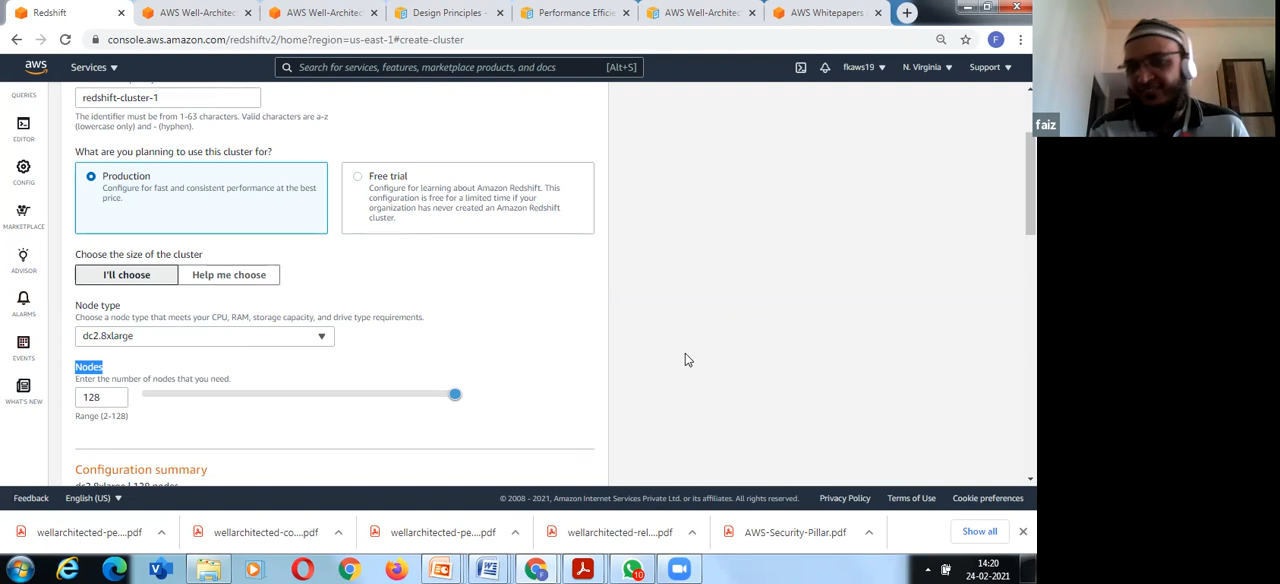 Redshift
AWS Well-Architec
AWS Well-Architec
Design Principles -
Performance Efficie
AWS Well-Architec
AWS Whitepapers
console.aws.amazon.com/redshiftv2/home?region=us-east-1#create-cluster
F
aws
Services
Search for services, features, marketplace products, and docs
[Alt+S]
fkaws19
N. Virginia
Support
faiz
QUERIES
EDITOR
CONFIG
MARKETPLACE
ADVISOR
ALARMS
EVENTS
WHAT'S NEW
redshift-cluster-1
The identifier must be from 1-63 characters. Valid characters are a-z
(lowercase only) and - (hyphen).
What are you planning to use this cluster for?
Production
Configure for fast and consistent performance at the best
price.
Free trial
Configure for learning about Amazon Redshift. This
configuration is free for a limited time if your
organization has never created an Amazon Redshift
cluster.
Choose the size of the cluster
I'll choose
Help me choose
Node type
Choose a node type that meets your CPU, RAM, storage capacity, and drive type requirements.
dc2.8xlarge
Nodes
Enter the number of nodes that you need.
128
Range (2-128)
Configuration summary
dc2.8xlarge | 128 nodes
Feedback
English (US)
© 2008 - 2021, Amazon Internet Services Private Ltd. or its affiliates. All rights reserved.
Privacy Policy
Terms of Use
Cookie preferences
wellarchitected-pe....pdf
wellarchitected-co....pdf
wellarchitected-pe....pdf
wellarchitected-rel....pdf
AWS-Security-Pillar.pdf
Show all
10
14:20
24-02-2021